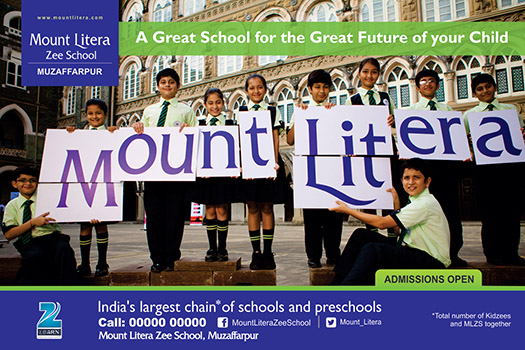 www.mountlitera.com
Mount Litera
Zee School
MUZAFFARPUR
A Great School for the Great Future of your Child
Mount Litera
ADMISSIONS OPEN
India's largest chain* of schools and preschools
Call: 00000 00000 MountLiteraZeeSchool | Mount_Litera
Mount Litera Zee School, Muzaffarpur
*Total number of Kidzees
and MLZS together
Z
LEARN